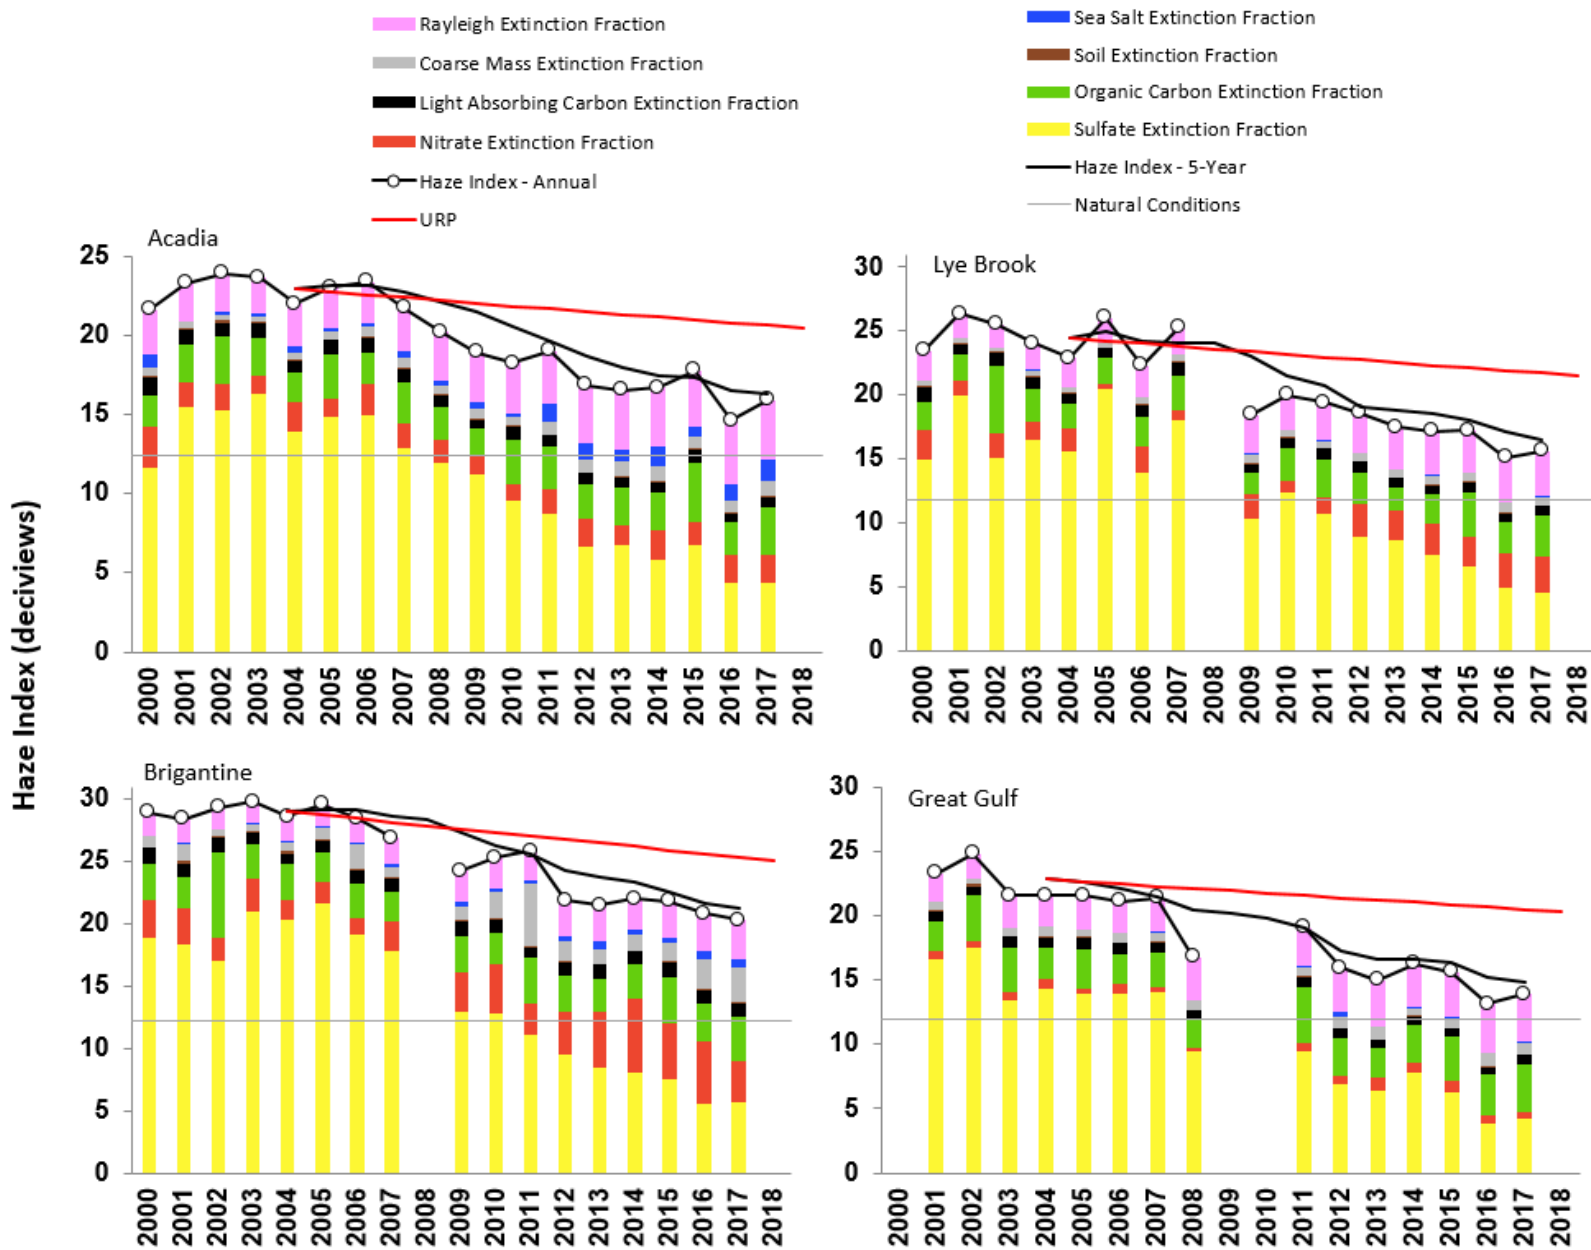 Rayleigh Extinction Fraction
Coarse Mass Extinction Fraction
Light Absorbing Carbon Extinction Fraction
Nitrate Extinction Fraction
Haze Index - Annual
URP
Sea Salt Extinction Fraction
Soil Extinction Fraction
Organic Carbon Extinction Fraction
Sulfate Extinction Fraction
Haze Index - 5-Year
Natural Conditions
Haze Index (deciviews)
Acadia
25
20
15
10
5
0
2000 2001 2002 2003 2004 2005 2006 2007 2008 2009 2010 2011 2012 2013 2014 2015 2016 2017 2018
Lye Brook
30
25
20
15
10
5
0
2000 2001 2002 2003 2004 2005 2006 2007 2008 2009 2010 2011 2012 2013 2014 2015 2016 2017 2018
Brigantine
30
25
20
15
10
5
0
2000 2001 2002 2003 2004 2005 2006 2007 2008 2009 2010 2011 2012 2013 2014 2015 2016 2017 2018
Great Gulf
30
25
20
15
10
5
0
2000 2001 2002 2003 2004 2005 2006 2007 2008 2009 2010 2011 2012 2013 2014 2015 2016 2017 2018